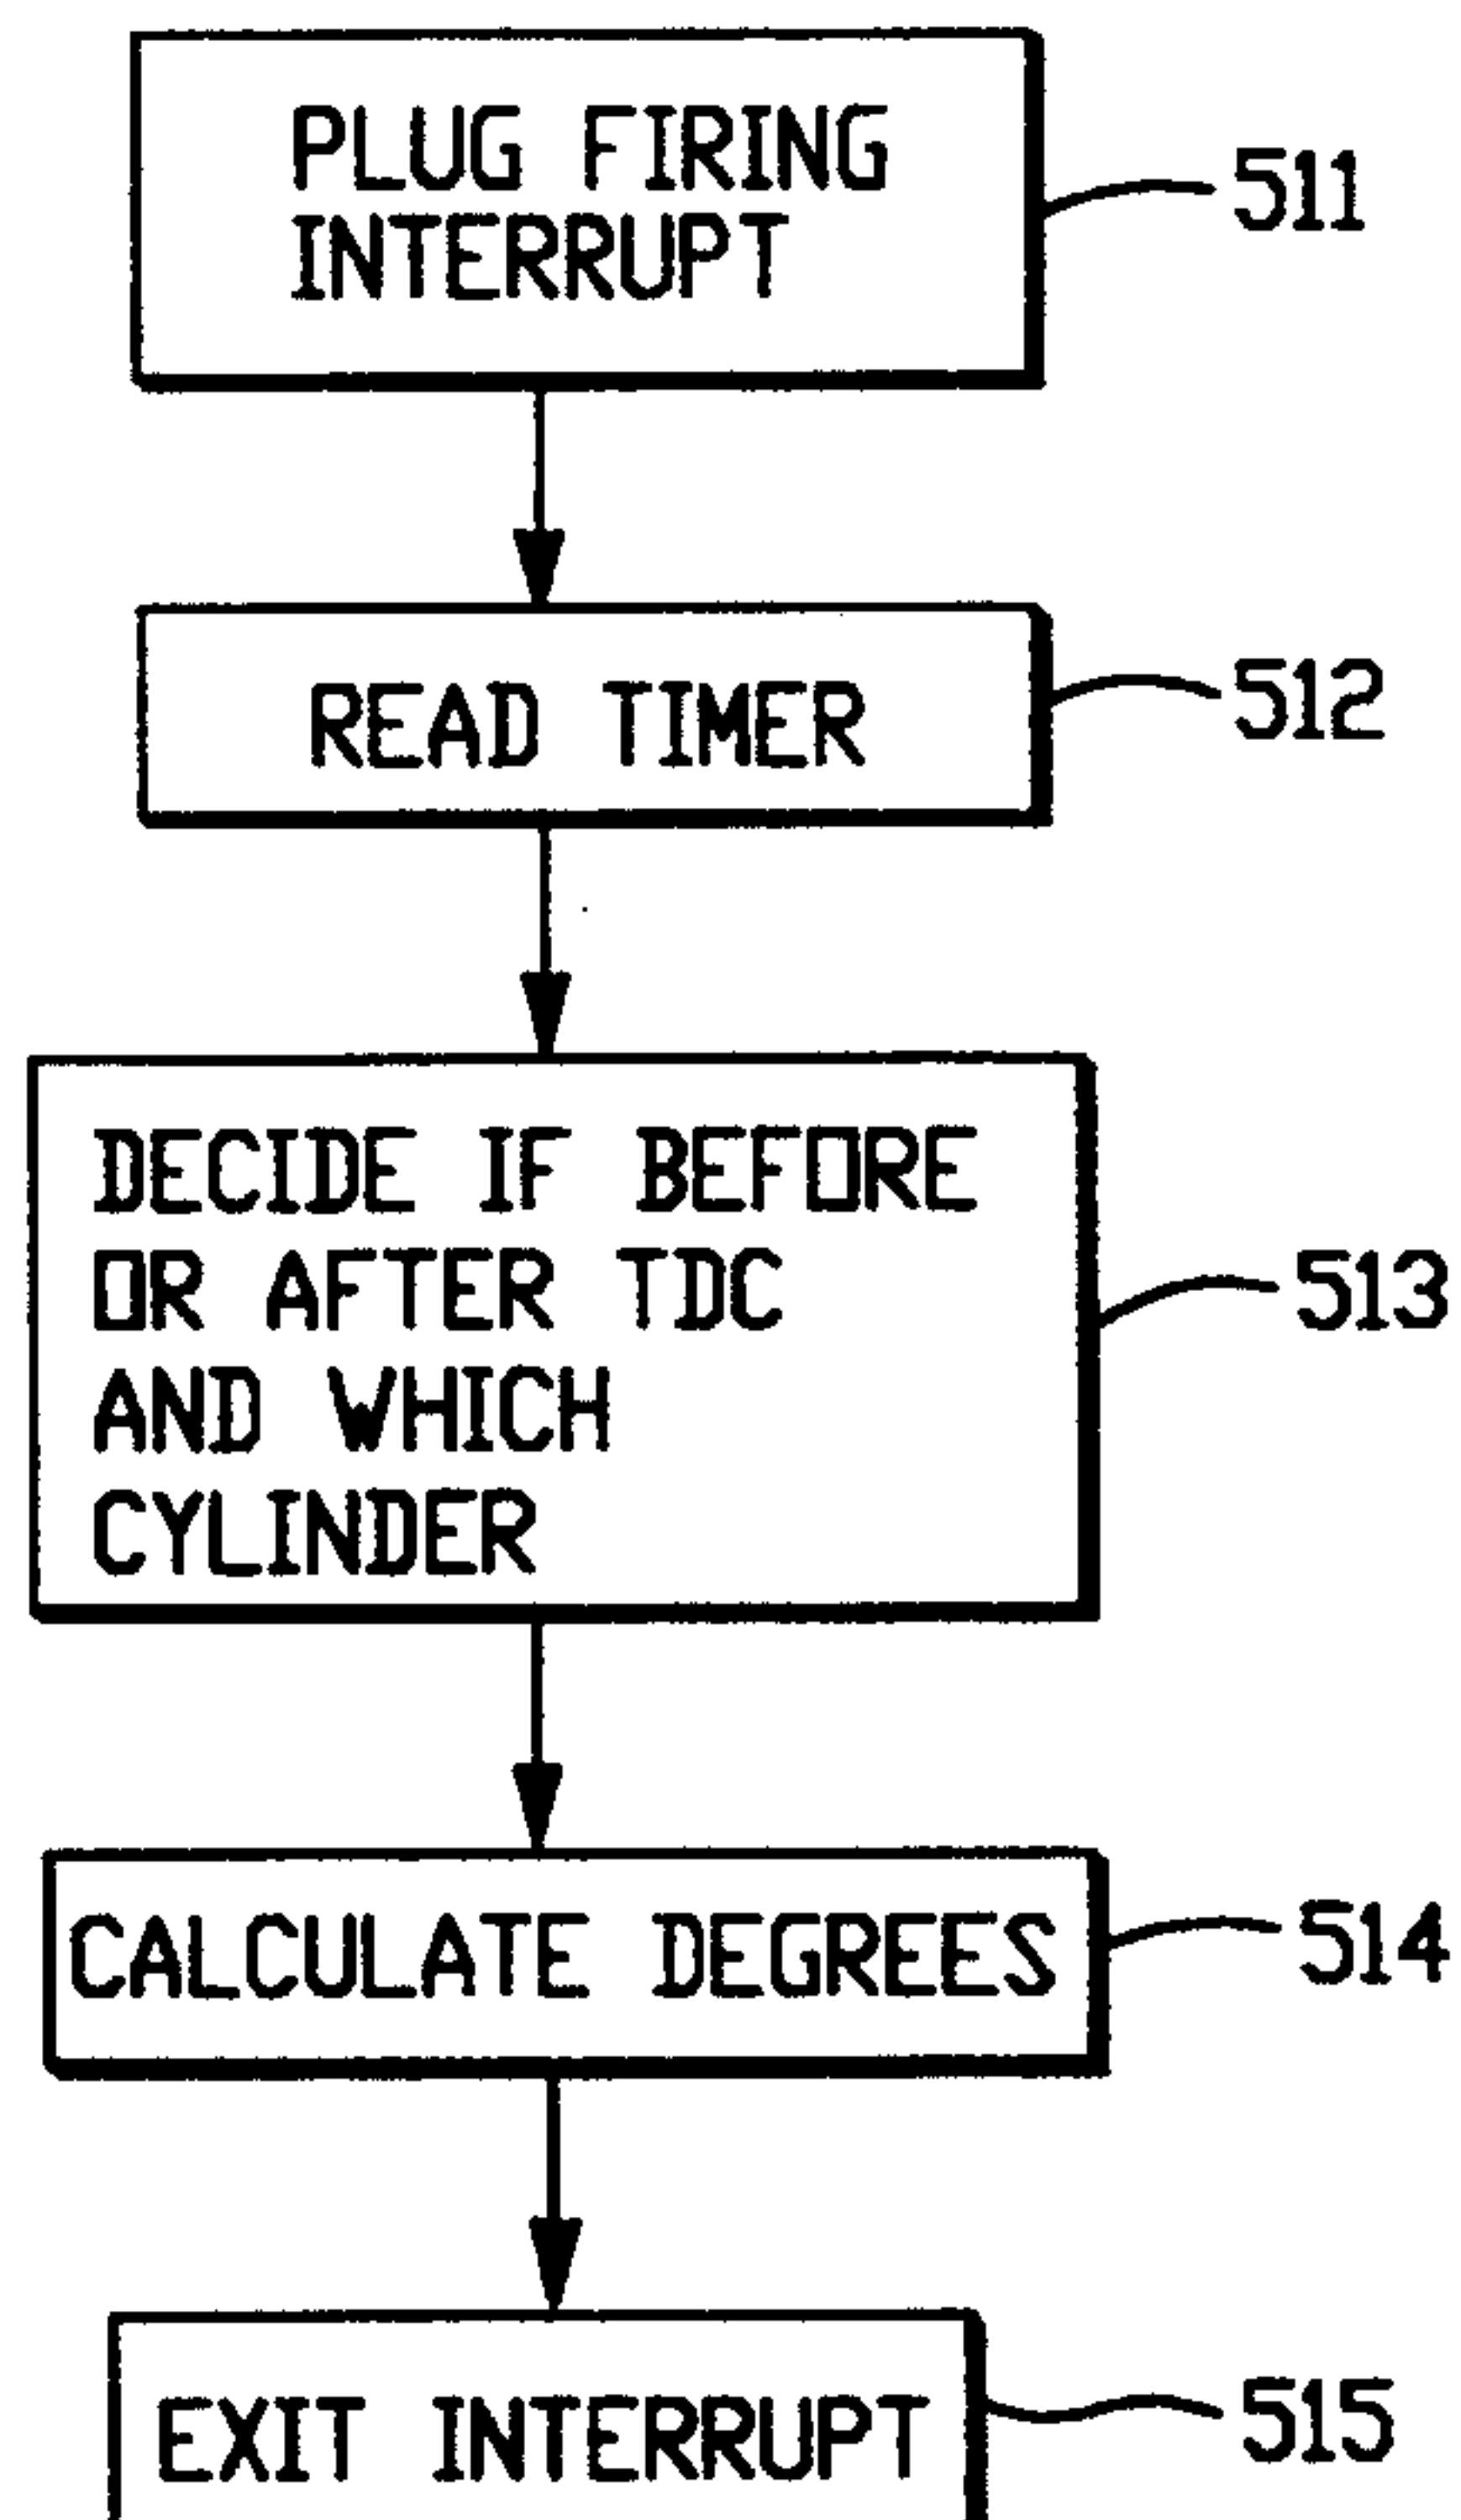 PLUG FIRING
INTERRUPT
511
READ TIMER
512
DECIDE IF BEFORE
OR AFTER TDC
AND WHICH
CYLINDER
513
CALCULATE DEGREES
514
EXIT INTERRUPT
515